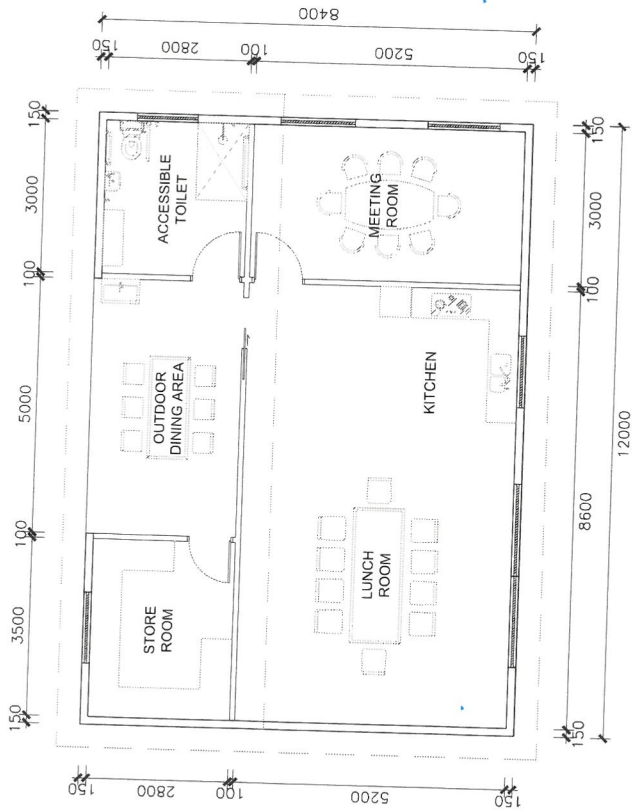 8400
150
2800
100
5200
150
150
3000
100
5000
100
3500
150
ACCESSIBLE
TOILET
MEETING
ROOM
OUTDOOR
DINING AREA
KITCHEN
STORE
ROOM
LUNCH
ROOM
150
3000
100
8600
150
12000
150
2800
100
5200
150